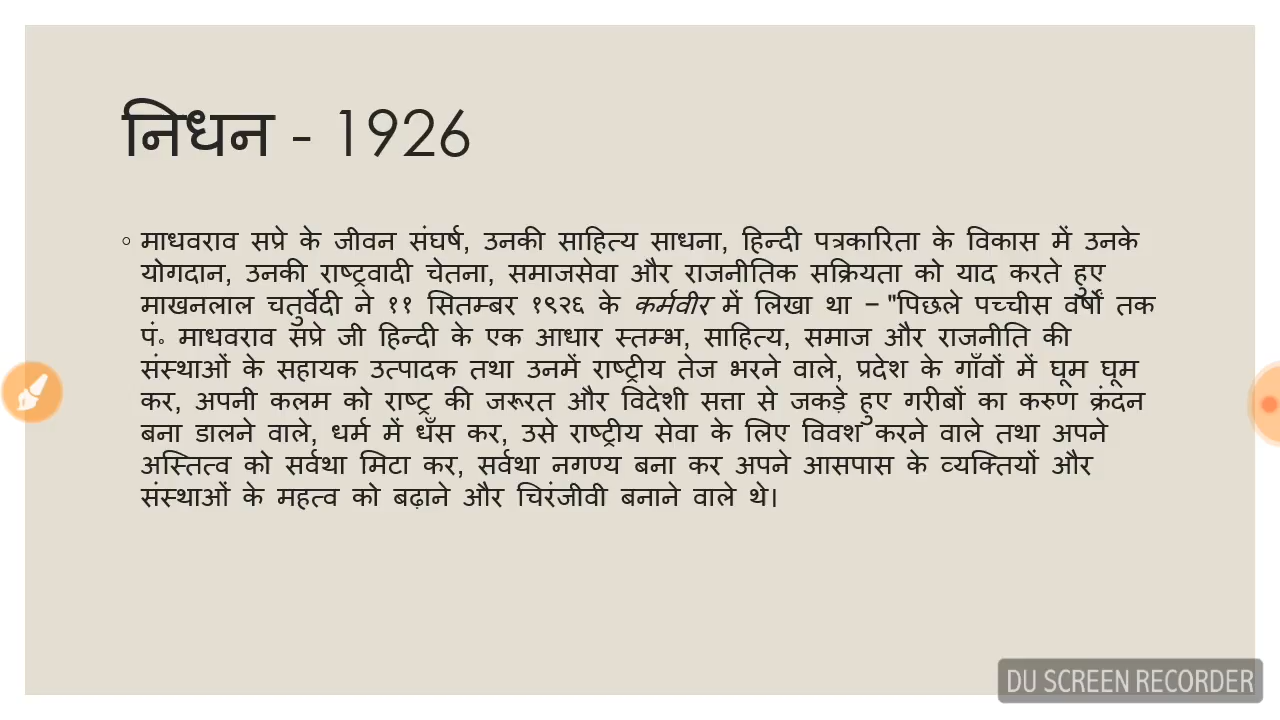 निधन - 1926
◦ माधवराव सप्रे के जीवन संघर्ष, उनकी साहित्य साधना, हिन्दी पत्रकारिता के विकास में उनके
योगदान, उनकी राष्ट्रवादी चेतना, समाजसेवा और राजनीतिक सक्रियता को याद करते हुए
माखनलाल चतुर्वेदी ने ११ सितम्बर १९२६ के कर्मवीर में लिखा था − "पिछले पच्चीस वर्षों तक
पं॰ माधवराव सप्रे जी हिन्दी के एक आधार स्तम्भ, साहित्य, समाज और राजनीति की
संस्थाओं के सहायक उत्पादक तथा उनमें राष्ट्रीय तेज भरने वाले, प्रदेश के गाँवों में घूम घूम
कर, अपनी कलम को राष्ट्र की जरूरत और विदेशी सत्ता से जकड़े हुए गरीबों का करुण क्रंदन
बना डालने वाले, धर्म में धँस कर, उसे राष्ट्रीय सेवा के लिए विवश करने वाले तथा अपने
अस्तित्व को सर्वथा मिटा कर, सर्वथा नगण्य बना कर अपने आसपास के व्यक्तियों और
संस्थाओं के महत्व को बढ़ाने और चिरंजीवी बनाने वाले थे।
DU SCREEN RECORDER